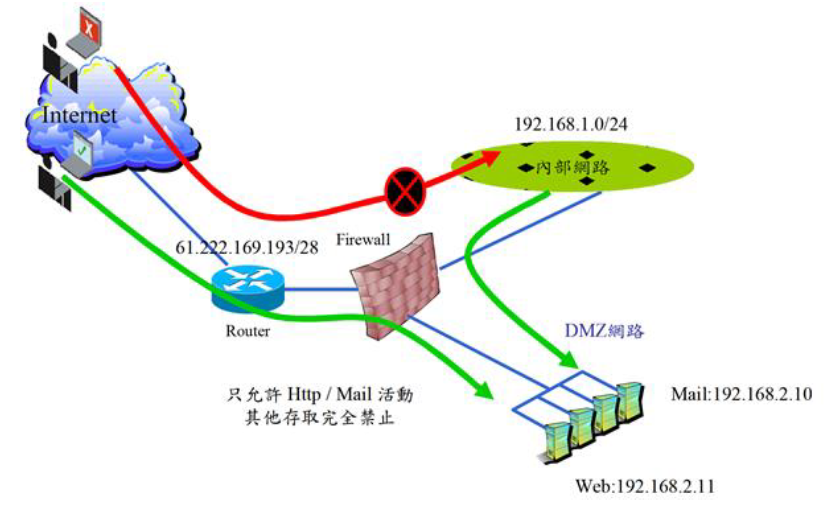 Internet
192.168.1.0/24
內部網路
61.222.169.193/28
Firewall
Router
DMZ網路
只允許 Http / Mail 活動
其他存取完全禁止
Mail:192.168.2.10
Web:192.168.2.11